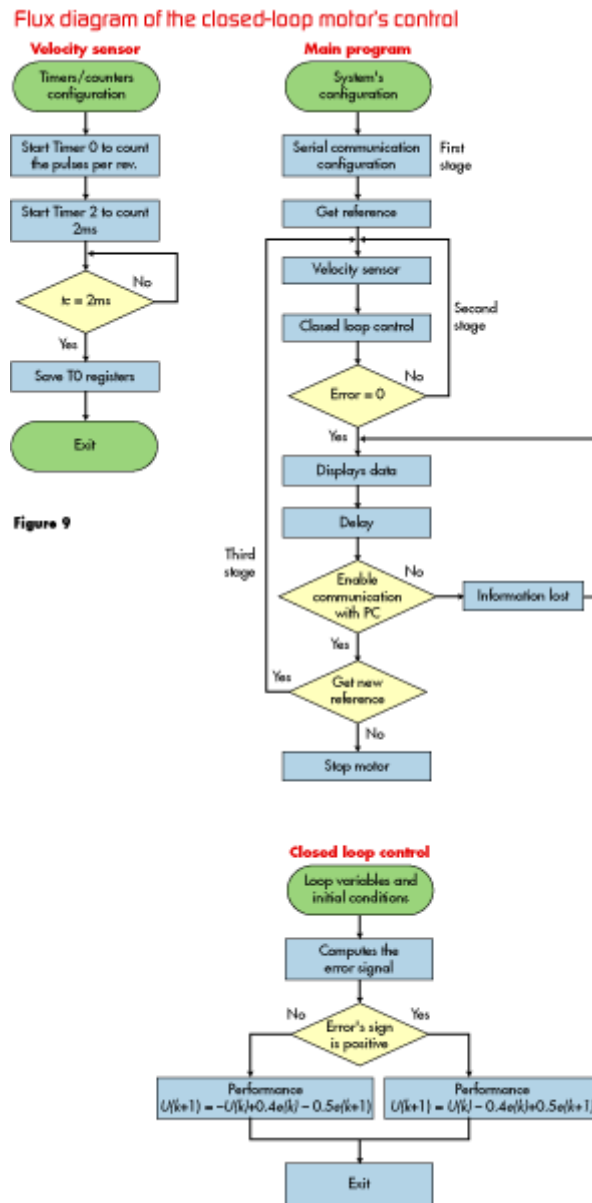 Flux diagram of the closed-loop motor's control
Velocity sensor
Timers/counters
configuration
Start Timer 0 to count
the pulses per rev.
Start Timer 2 to count
2ms
No
tc = 2ms
Yes
Save T0 registers
Exit
Figure 9
Main program
System's
configuration
Serial communication
configuration
First
stage
Get reference
Velocity sensor
Second
stage
Closed loop control
No
Error = 0
Yes
Displays data
Delay
Third
stage
No
Enable
communication
with PC
Information lost
Yes
Yes
Get new
reference
No
Stop motor
Closed loop control
Loop variables and
initial conditions
Computes the
error signal
No
Yes
Error's sign
is positive
Performance
U(k+1) = -U(k)+0.4e(k) - 0.5e(k+1)
Performance
U(k+1) = U(k) - 0.4e(k)+0.5e(k+1)
Exit